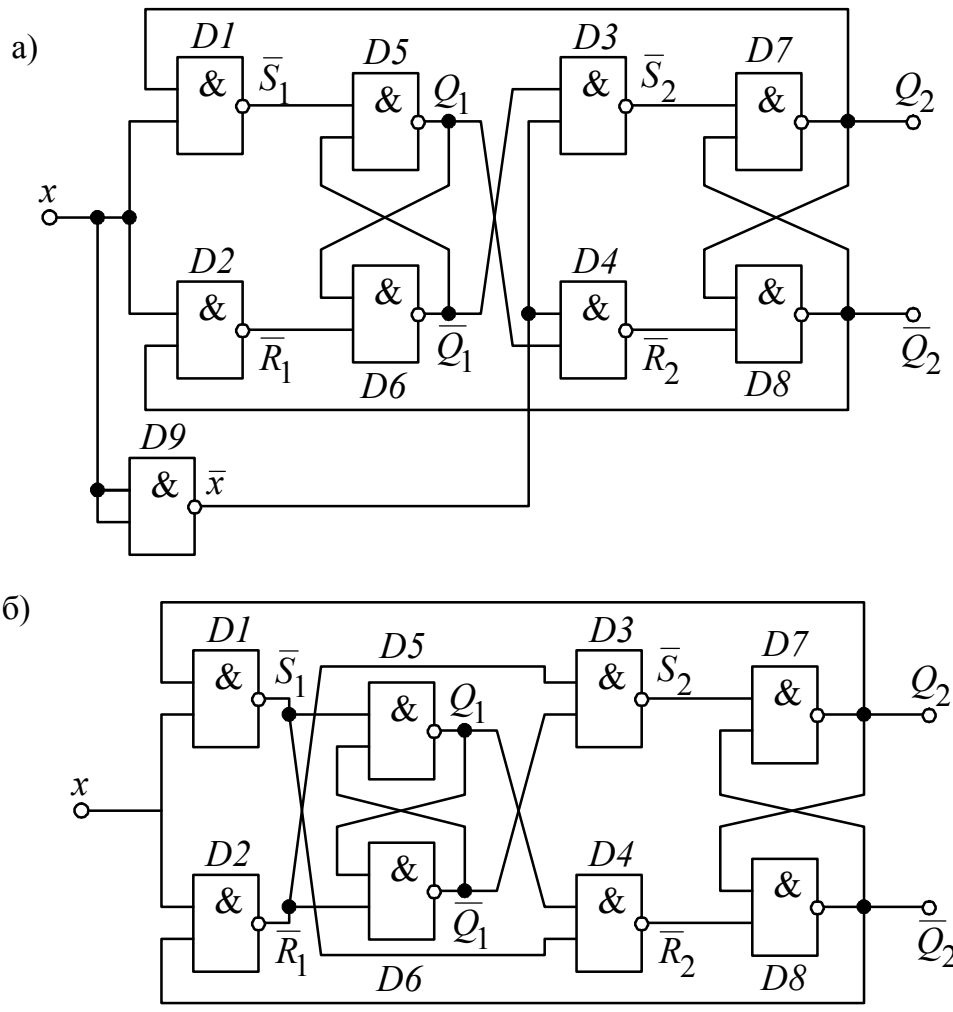 а)
D1 D5 D3 D7
& S̅1 & Q1 & S̅2 & Q2
x
D2 D4
& R̅1 & Q̅1 & R̅2 & Q̅2
D6 D8
D9
& x̅
б)
D1 D5 D3 D7
& S̅1 & Q1 & S̅2 & Q2
x
D2 D4
& R̅1 & Q̅1 & R̅2 & Q̅2
D6 D8